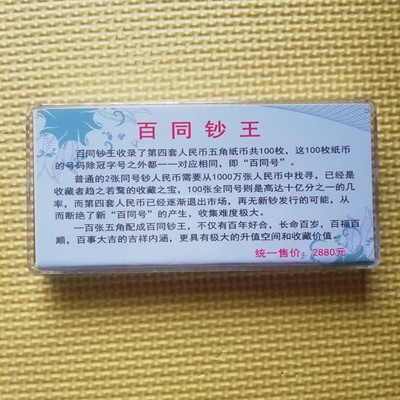 百同钞王
百同钞王收录了第四套人民币五角纸币共100枚，这100枚纸币
的号码除冠字号之外都一一对应相同，即“百同号”。
普通的2张同号钞人民币需要从1000万张人民币中找寻，已经是
收藏者趋之若鹜的收藏之宝，100张全同号则是高达十亿分之一的几
率，而第四套人民币已经逐渐退出市场，再无新钞发行的可能，从
而断绝了新“百同号”的产生，收集难度极大。
一百张五角配成百同钞王，不仅有百年好合，长命百岁，百福百
顺，百事大吉的吉祥内涵，更具有极大的升值空间和收藏价值。
统一售价：2880元